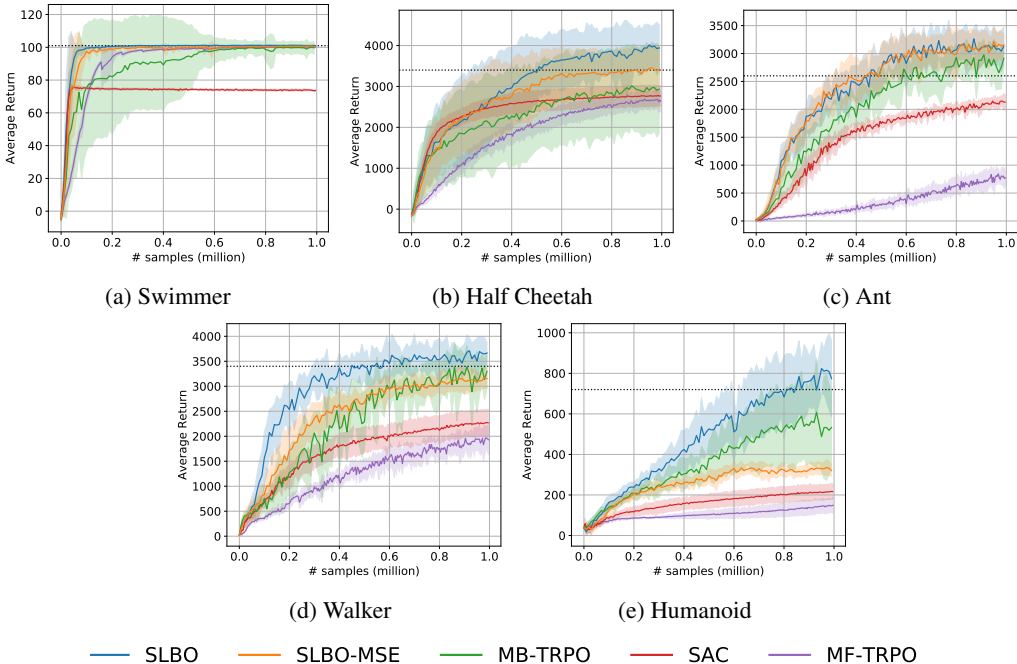 120
100
80
60
40
20
0
Average Return
0.0 0.2 0.4 0.6 0.8 1.0
# samples (million)
(a) Swimmer
4000
3000
2000
1000
0
Average Return
0.0 0.2 0.4 0.6 0.8 1.0
# samples (million)
(b) Half Cheetah
3500
3000
2500
2000
1500
1000
500
0
Average Return
0.0 0.2 0.4 0.6 0.8 1.0
# samples (million)
(c) Ant
4000
3500
3000
2500
2000
1500
1000
500
0
Average Return
0.0 0.2 0.4 0.6 0.8 1.0
# samples (million)
(d) Walker
1000
800
600
400
200
0
Average Return
0.0 0.2 0.4 0.6 0.8 1.0
# samples (million)
(e) Humanoid
SLBO SLBO-MSE MB-TRPO SAC MF-TRPO